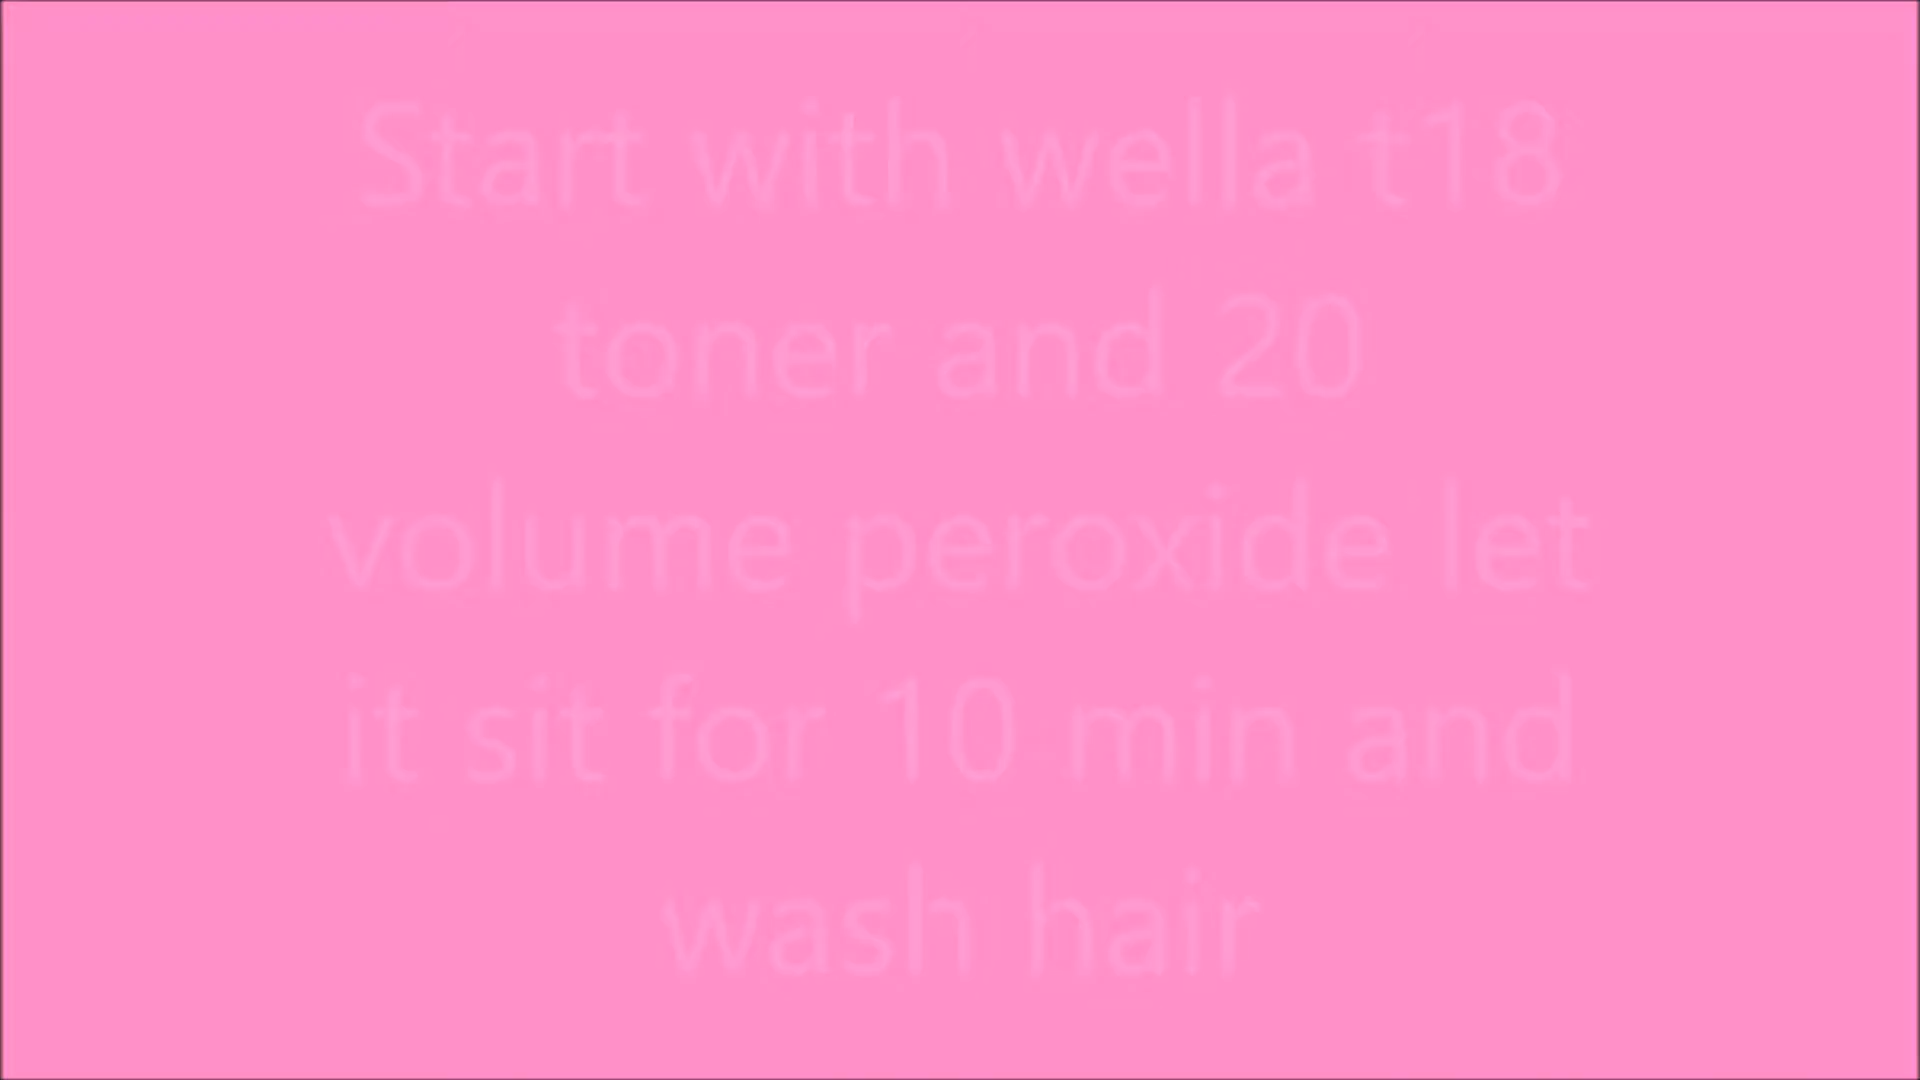 Start with wella t18
toner and 20
volume peroxide let
it sit for 10 min and
wash hair